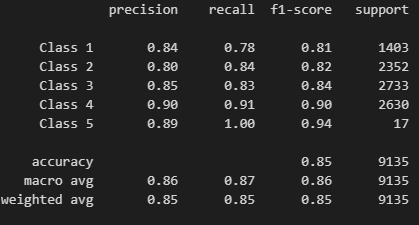 precision recall f1-score support
Class 1 0.84 0.78 0.81 1403
Class 2 0.80 0.84 0.82 2352
Class 3 0.85 0.83 0.84 2733
Class 4 0.90 0.91 0.90 2630
Class 5 0.89 1.00 0.94 17
accuracy 0.85 9135
macro avg 0.86 0.87 0.86 9135
weighted avg 0.85 0.85 0.85 9135